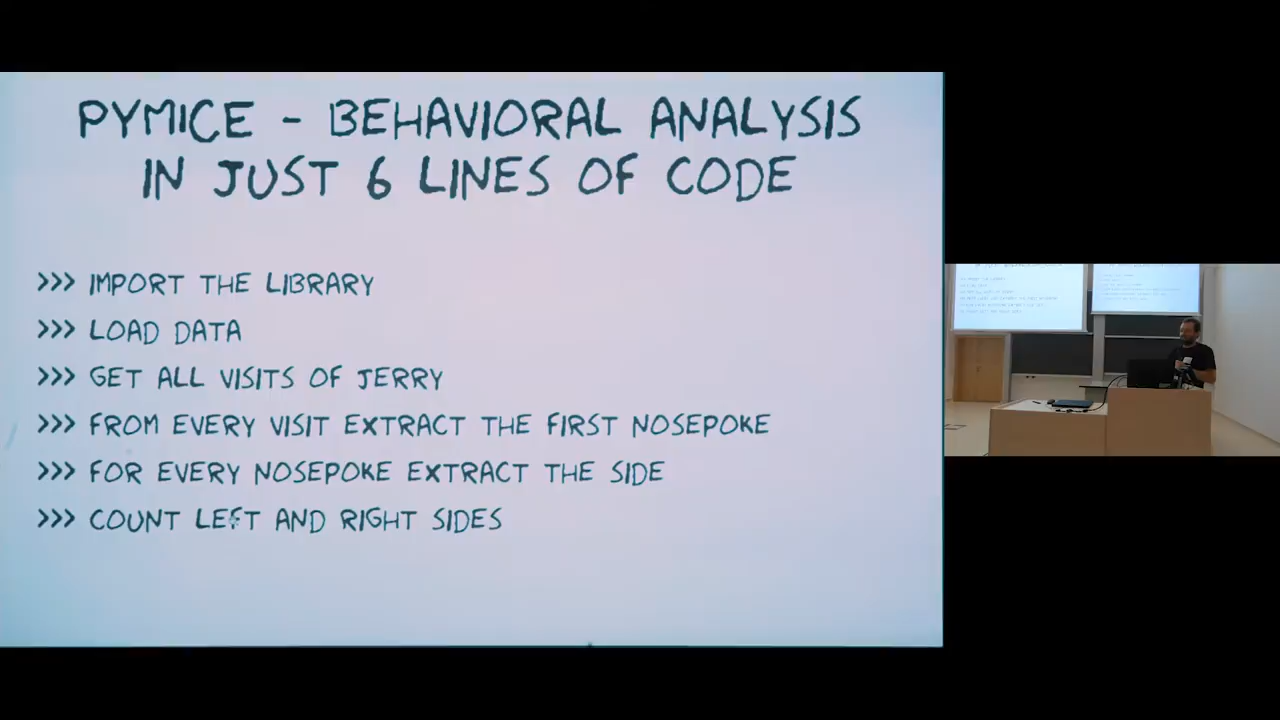 PYMICE - BEHAVIORAL ANALYSIS
IN JUST 6 LINES OF CODE
>>> IMPORT THE LIBRARY
>>> LOAD DATA
>>> GET ALL VISITS OF JERRY
>>> FROM EVERY VISIT EXTRACT THE FIRST NOSEPOKE
>>> FOR EVERY NOSEPOKE EXTRACT THE SIDE
>>> COUNT LEFT AND RIGHT SIDES